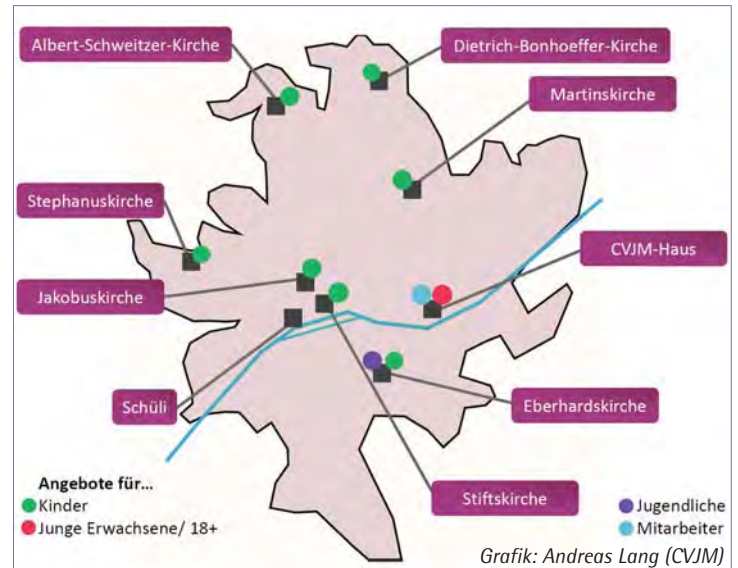 Albert-Schweitzer-Kirche
Dietrich-Bonhoeffer-Kirche
Martinskirche
Stephanuskirche
CVJM-Haus
Jakobuskirche
Schüli
Eberhardskirche
Stiftskirche
Angebote für...
Kinder
Junge Erwachsene/ 18+
Jugendliche
Mitarbeiter
Grafik: Andreas Lang (CVJM)